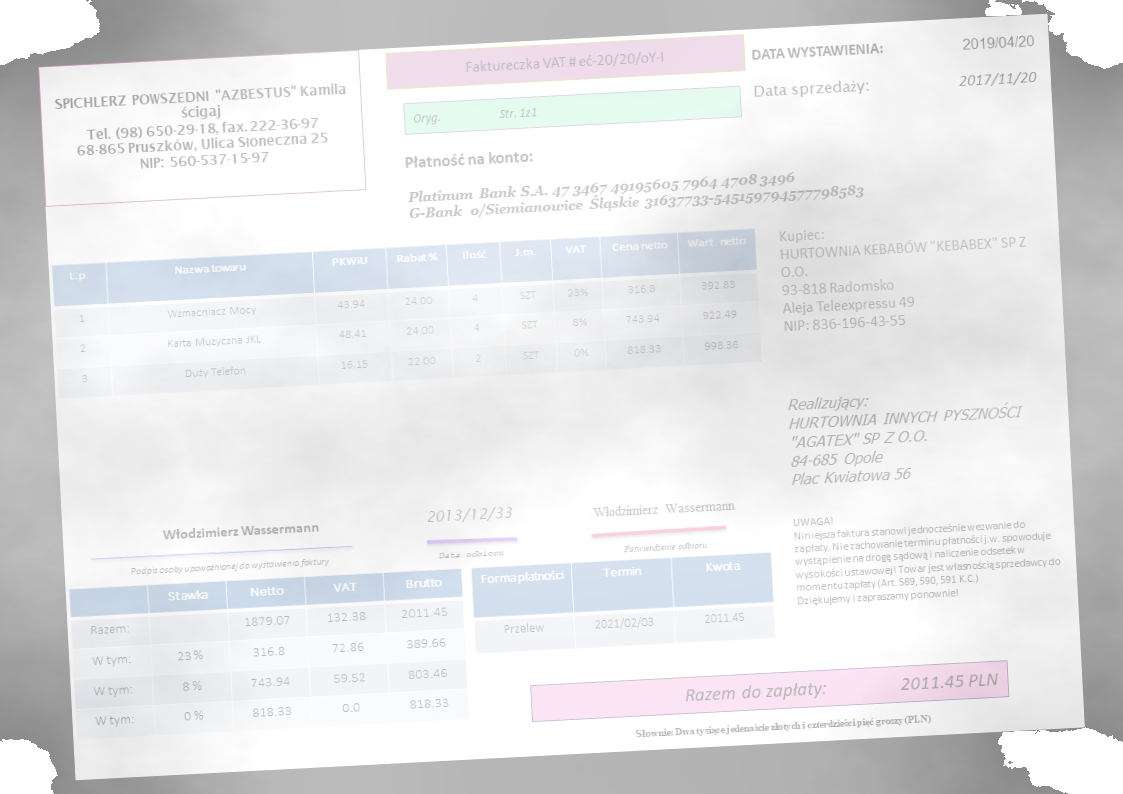 SPICHLERZ POWSZEDNI "AZBESTUS" Kamila
ścigaj
Tel. (98) 650-29-18, fax. 222-36-97
68-865 Pruszków, Ulica Słoneczna 25
NIP: 560-537-15-97
Faktureczka VAT # eć-20/20/oY-I
Oryg. Str. 1z1
DATA WYSTAWIENIA: 2019/04/20
Data sprzedaży: 2017/11/20
Płatność na konto:
Platinum Bank S.A. 47 3467 49195605 7964 4708 3496
G-Bank o/Siemianowice Śląskie 31637733-545159794577798583
L.p. Nazwa towaru PKWiU Rabat % Ilość J.m. VAT Cena netto Wart. netto
1 Wzmacniacz Mocy 43.94 24.00 4 SZT 23% 316.8 392.83
2 Karta Muzyczna JKL 48.41 24.00 4 SZT 8% 743.94 922.49
3 Duży Telefon 16.15 22.00 2 SZT 0% 818.33 998.36
Kupiec:
HURTOWNIA KEBABÓW "KEBABEX" SP Z
O.O.
93-818 Radomsko
Aleja Teleexpressu 49
NIP: 836-196-43-55
Realizujący:
HURTOWNIA INNYCH PYSZNOŚCI
"AGATEX" SP Z O.O.
84-685 Opole
Plac Kwiatowa 56
Włodzimierz Wassermann
Podpis osoby upoważnionej do wystawienia faktury
2013/12/33
Data odbioru
Włodzimierz Wassermann
Potwierdzenie odbioru
UWAGA!
Niniejsza faktura stanowi jednocześnie wezwanie do
zapłaty. Nie zachowanie terminu płatności j.w. spowoduje
wystąpienie na drogę sądową i naliczenie odsetek w
wysokości ustawowej! Towar jest własnością sprzedawcy do
momentu zapłaty (Art. 589, 590, 591 K.C.)
Dziękujemy i zapraszamy ponownie!
Stawka Netto VAT Brutto
Razem: 1879.07 132.38 2011.45
W tym: 23 % 316.8 72.86 389.66
W tym: 8 % 743.94 59.52 803.46
W tym: 0 % 818.33 0.0 818.33
Forma płatności Termin Kwota
Przelew 2021/02/03 2011.45
Razem do zapłaty: 2011.45 PLN
Słownie: Dwa tysiące jedenaście złotych i czterdzieści pięć groszy (PLN)